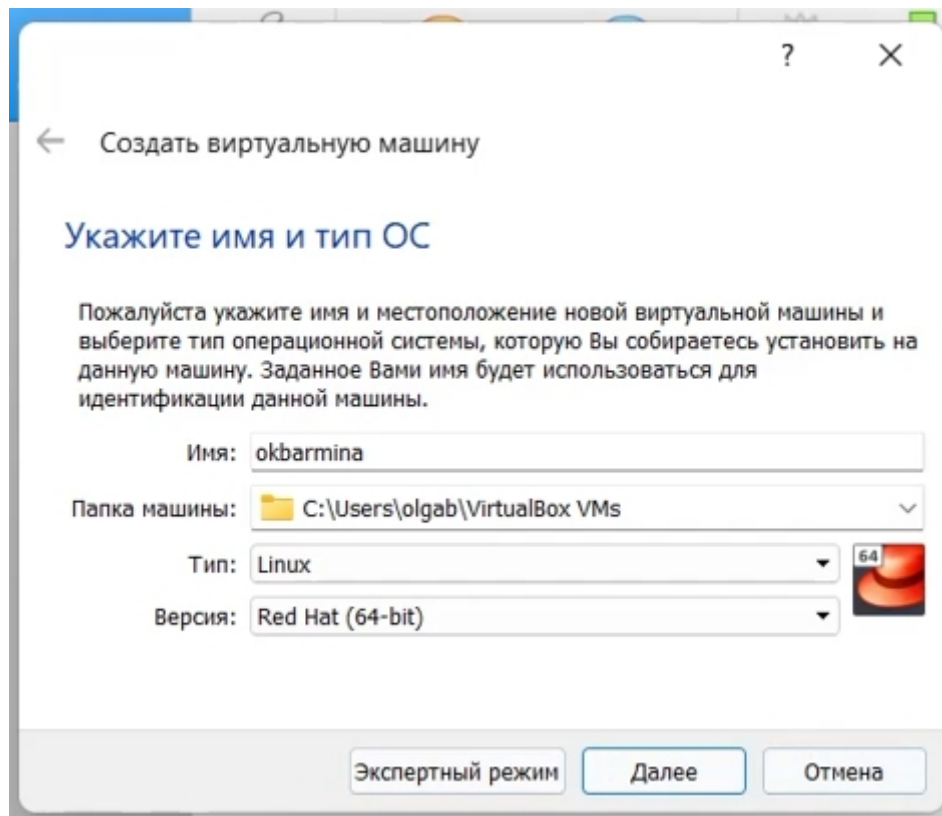 ?
Создать виртуальную машину
Укажите имя и тип ОС
Пожалуйста укажите имя и местоположение новой виртуальной машины и
выберите тип операционной системы, которую Вы собираетесь установить на
данную машину. Заданное Вами имя будет использоваться для
идентификации данной машины.
Имя: okbarmina
Папка машины: C:\Users\olgab\VirtualBox VMs
Тип: Linux
64
Версия: Red Hat (64-bit)
Экспертный режим Далее Отмена